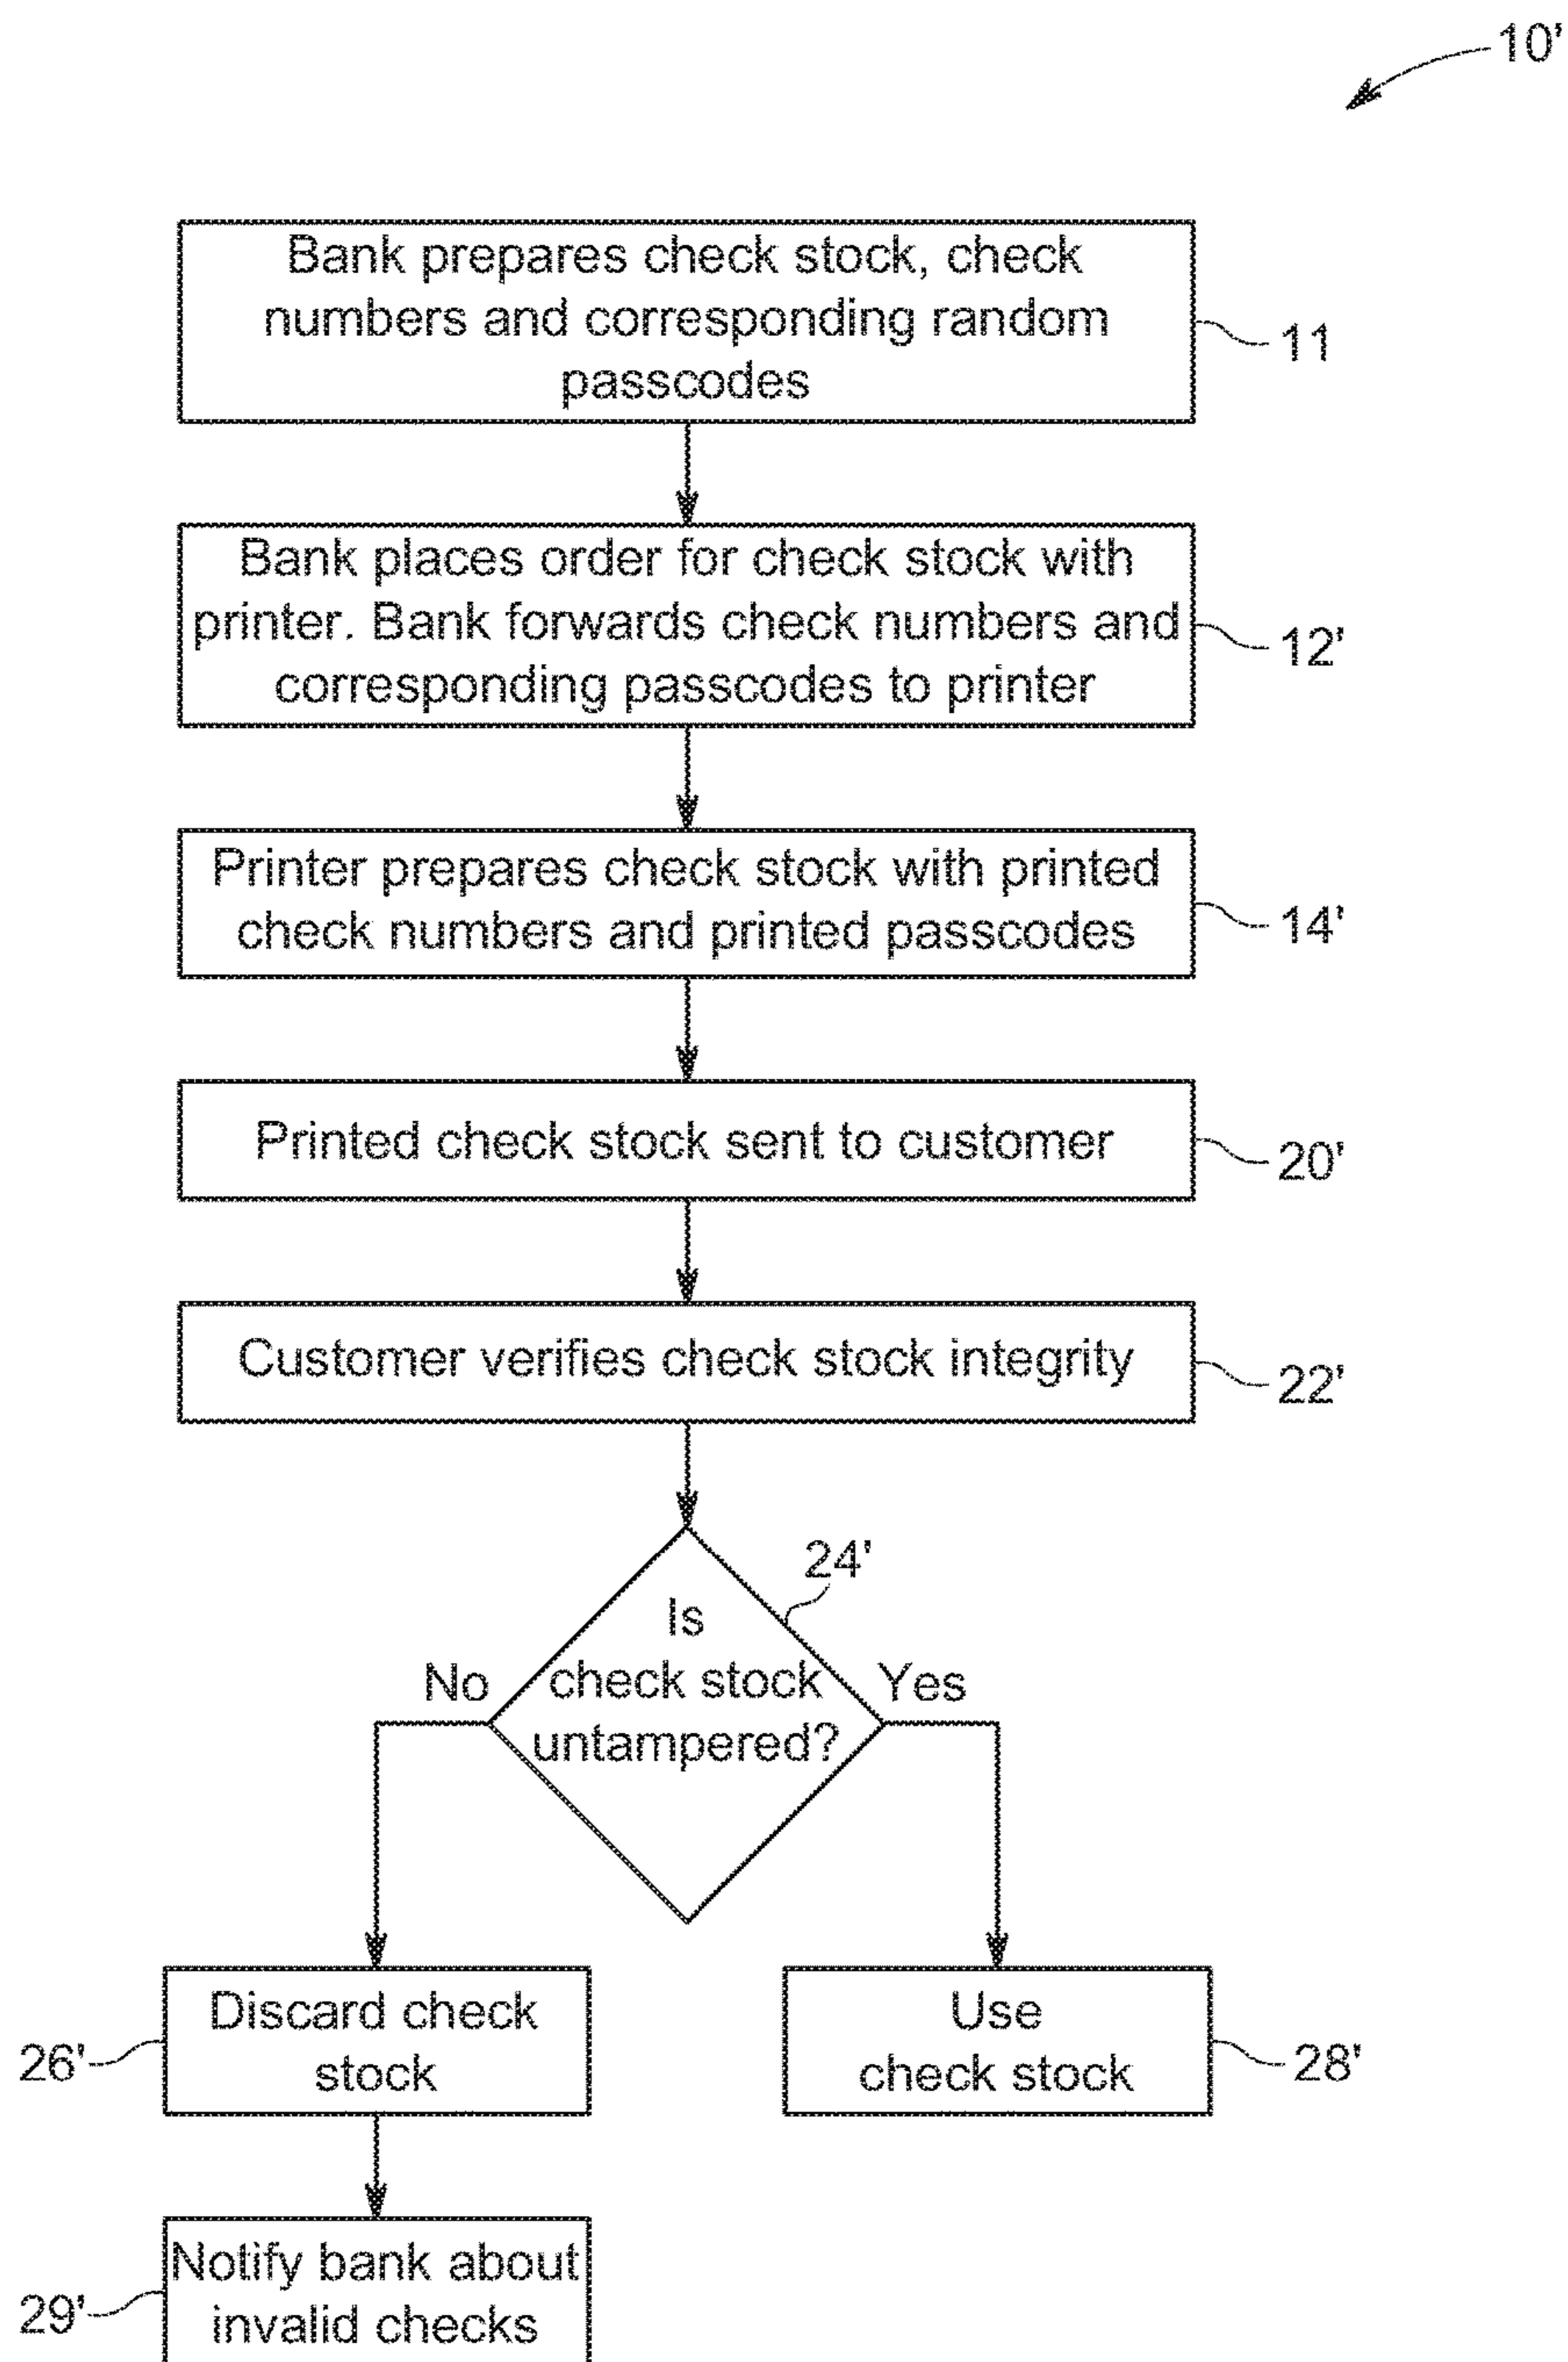 10'
Bank prepares check stock, check
numbers and corresponding random
passcodes
11
Bank places order for check stock with
printer. Bank forwards check numbers and
corresponding passcodes to printer
12'
Printer prepares check stock with printed
check numbers and printed passcodes
14'
Printed check stock sent to customer
20'
Customer verifies check stock integrity
22'
24'
Is
check stock
untampered?
No
Yes
Discard check
stock
26'
Use
check stock
28'
Notify bank about
invalid checks
29'